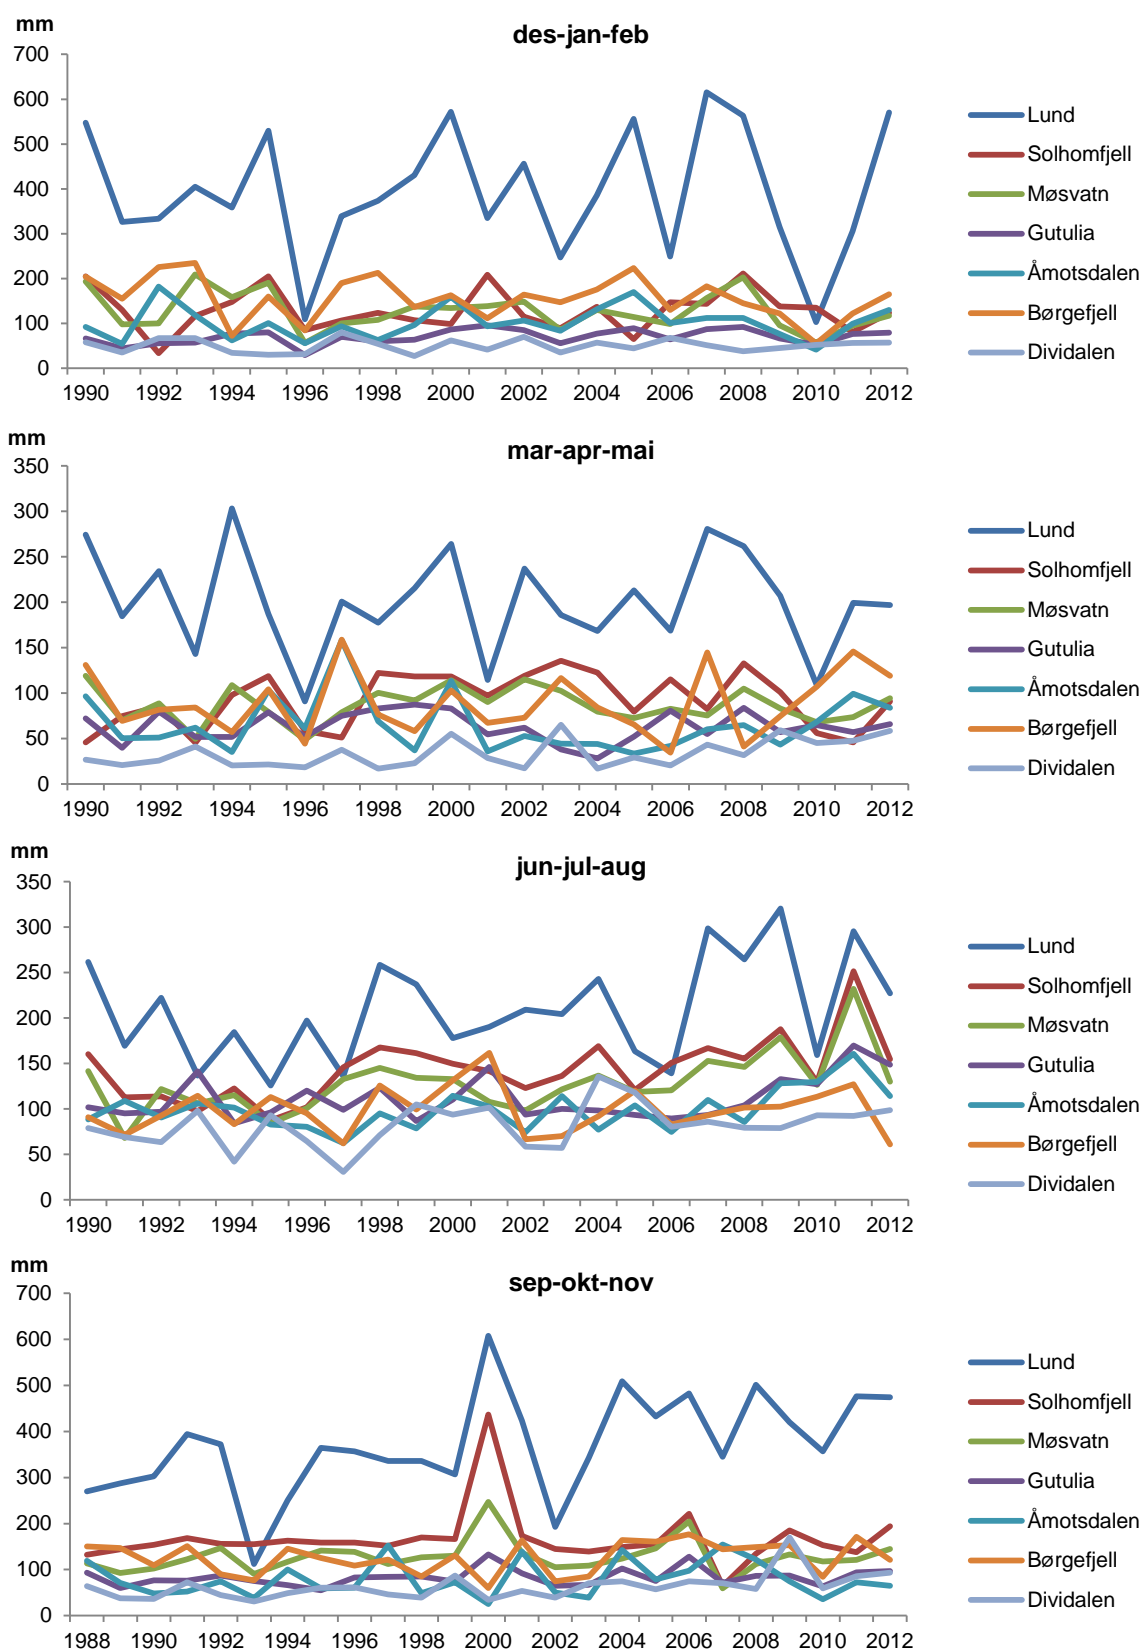 mm
des-jan-feb
700
600
500
400
300
200
100
0
1990 1992 1994 1996 1998 2000 2002 2004 2006 2008 2010 2012
Lund
Solhomfjell
Møsvatn
Gutulia
Åmotsdalen
Børgefjell
Dividalen
mm
mar-apr-mai
350
300
250
200
150
100
50
0
1990 1992 1994 1996 1998 2000 2002 2004 2006 2008 2010 2012
Lund
Solhomfjell
Møsvatn
Gutulia
Åmotsdalen
Børgefjell
Dividalen
mm
jun-jul-aug
350
300
250
200
150
100
50
0
1990 1992 1994 1996 1998 2000 2002 2004 2006 2008 2010 2012
Lund
Solhomfjell
Møsvatn
Gutulia
Åmotsdalen
Børgefjell
Dividalen
mm
sep-okt-nov
700
600
500
400
300
200
100
0
1988 1990 1992 1994 1996 1998 2000 2002 2004 2006 2008 2010 2012
Lund
Solhomfjell
Møsvatn
Gutulia
Åmotsdalen
Børgefjell
Dividalen